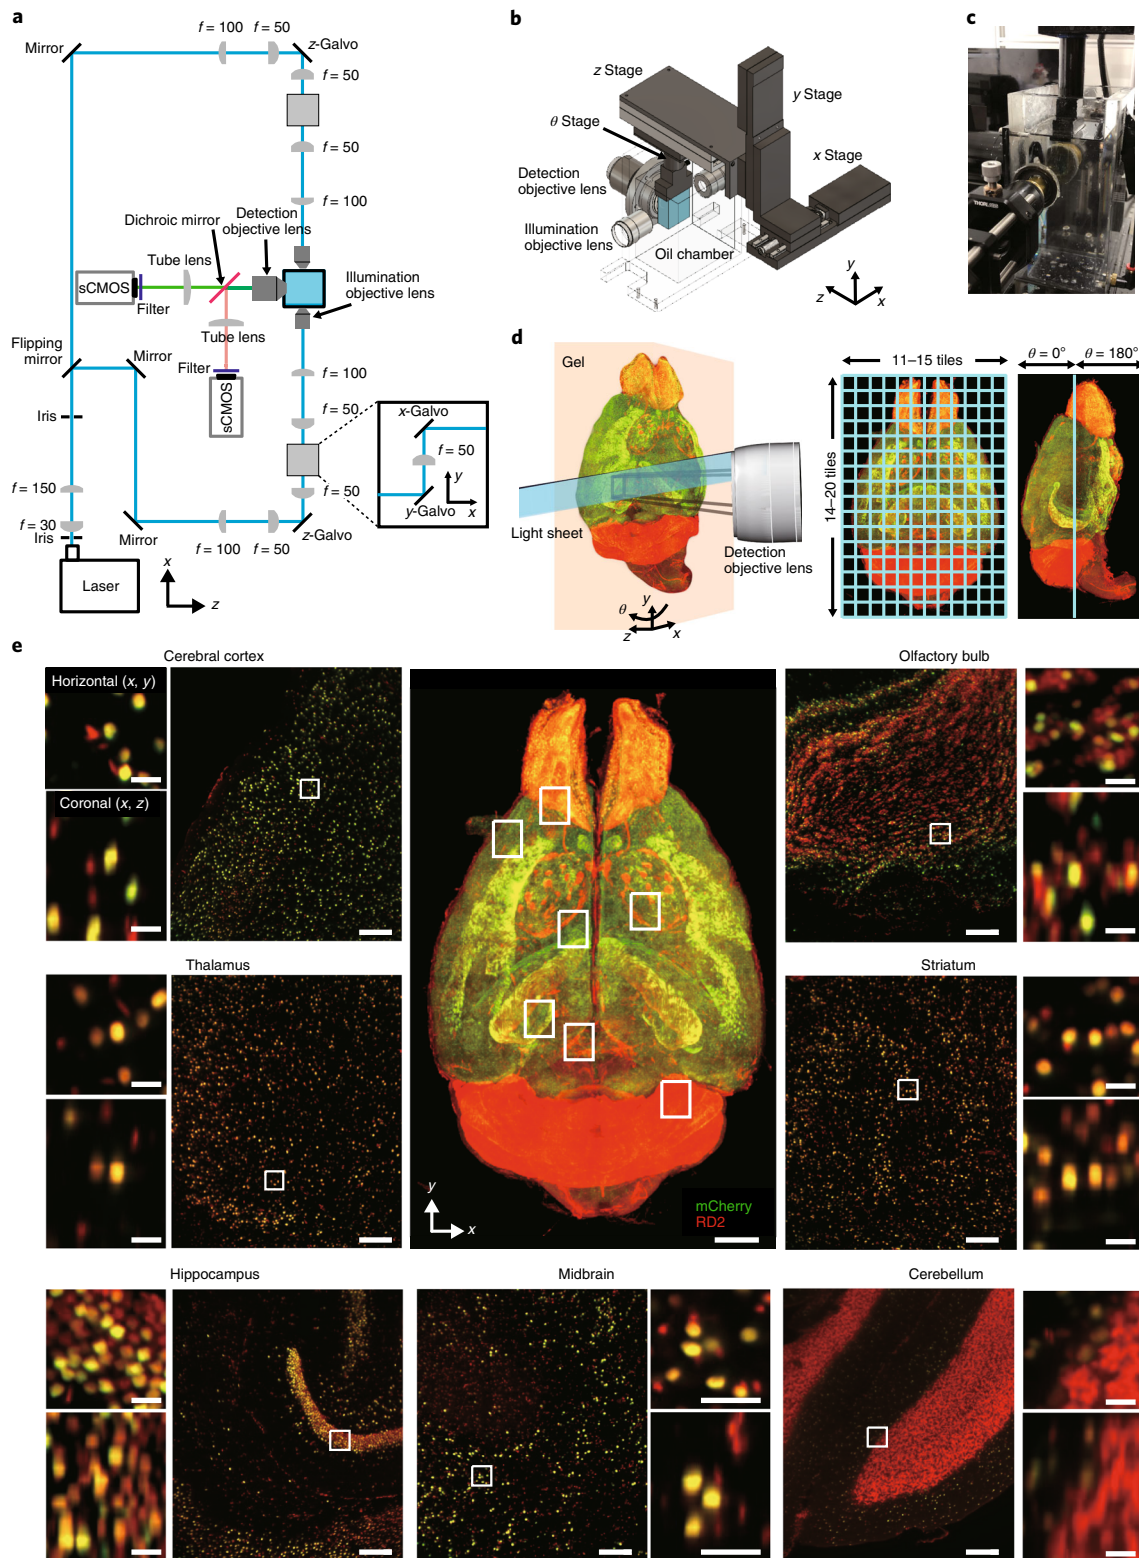 a
f = 100
f = 50
Mirror
z-Galvo
f = 50
f = 50
f = 100
Dichroic mirror
Detection
objective lens
Tube lens
sCMOS
Filter
Illumination
objective lens
Tube lens
Flipping
mirror
Mirror
Filter
sCMOS
f = 100
Iris
f = 50
x-Galvo
f = 50
y
x
y-Galvo
f = 150
f = 50
f = 30
Iris
Mirror
f = 100
f = 50
z-Galvo
Laser
x
z
b
z Stage
y Stage
θ Stage
x Stage
Detection
objective lens
Illumination
objective lens
Oil chamber
y
z
x
c
THORLABS
d
Gel
Light sheet
Detection
objective lens
θ
y
z
x
11–15 tiles
14–20 tiles
θ = 0°
θ = 180°
e
Cerebral cortex
Horizontal (x, y)
Coronal (x, z)
Olfactory bulb
Thalamus
Striatum
y
x
mCherry
RD2
Hippocampus
Midbrain
Cerebellum